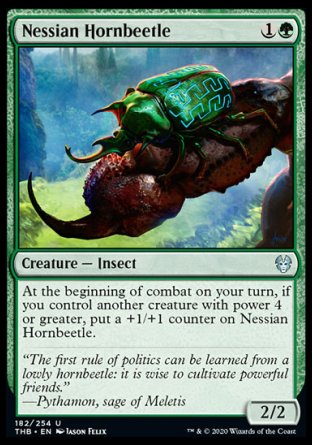 Nessian Hornbeetle 1
Creature — Insect
At the beginning of combat on your turn, if
you control another creature with power 4
or greater, put a +1/+1 counter on Nessian
Hornbeetle.
“The first rule of politics can be learned from a
lowly hornbeetle: it is wise to cultivate powerful
friends.”
—Pythamon, sage of Meletis
2/2
182/254 U
THB • EN Jason Felix
™ & © 2020 Wizards of the Coast